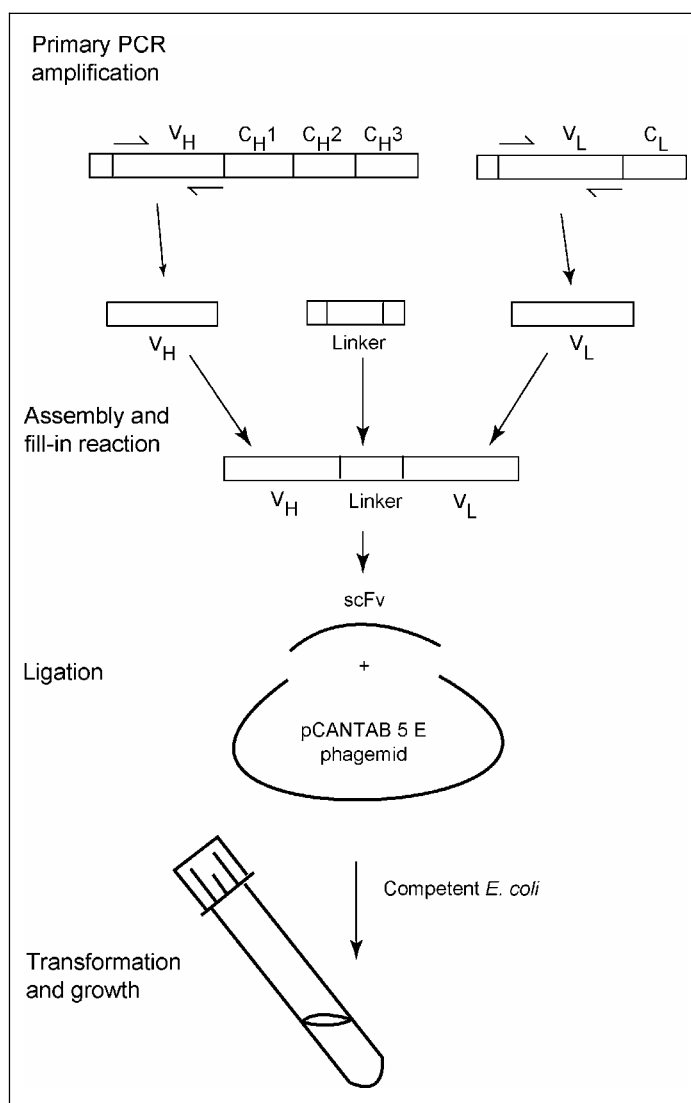 Primary PCR
amplification
VH CH1 CH2 CH3
VL CL
VH
Linker
VL
Assembly and
fill-in reaction
VH Linker VL
scFv
Ligation
+
pCANTAB 5 E
phagemid
Competent E. coli
Transformation
and growth